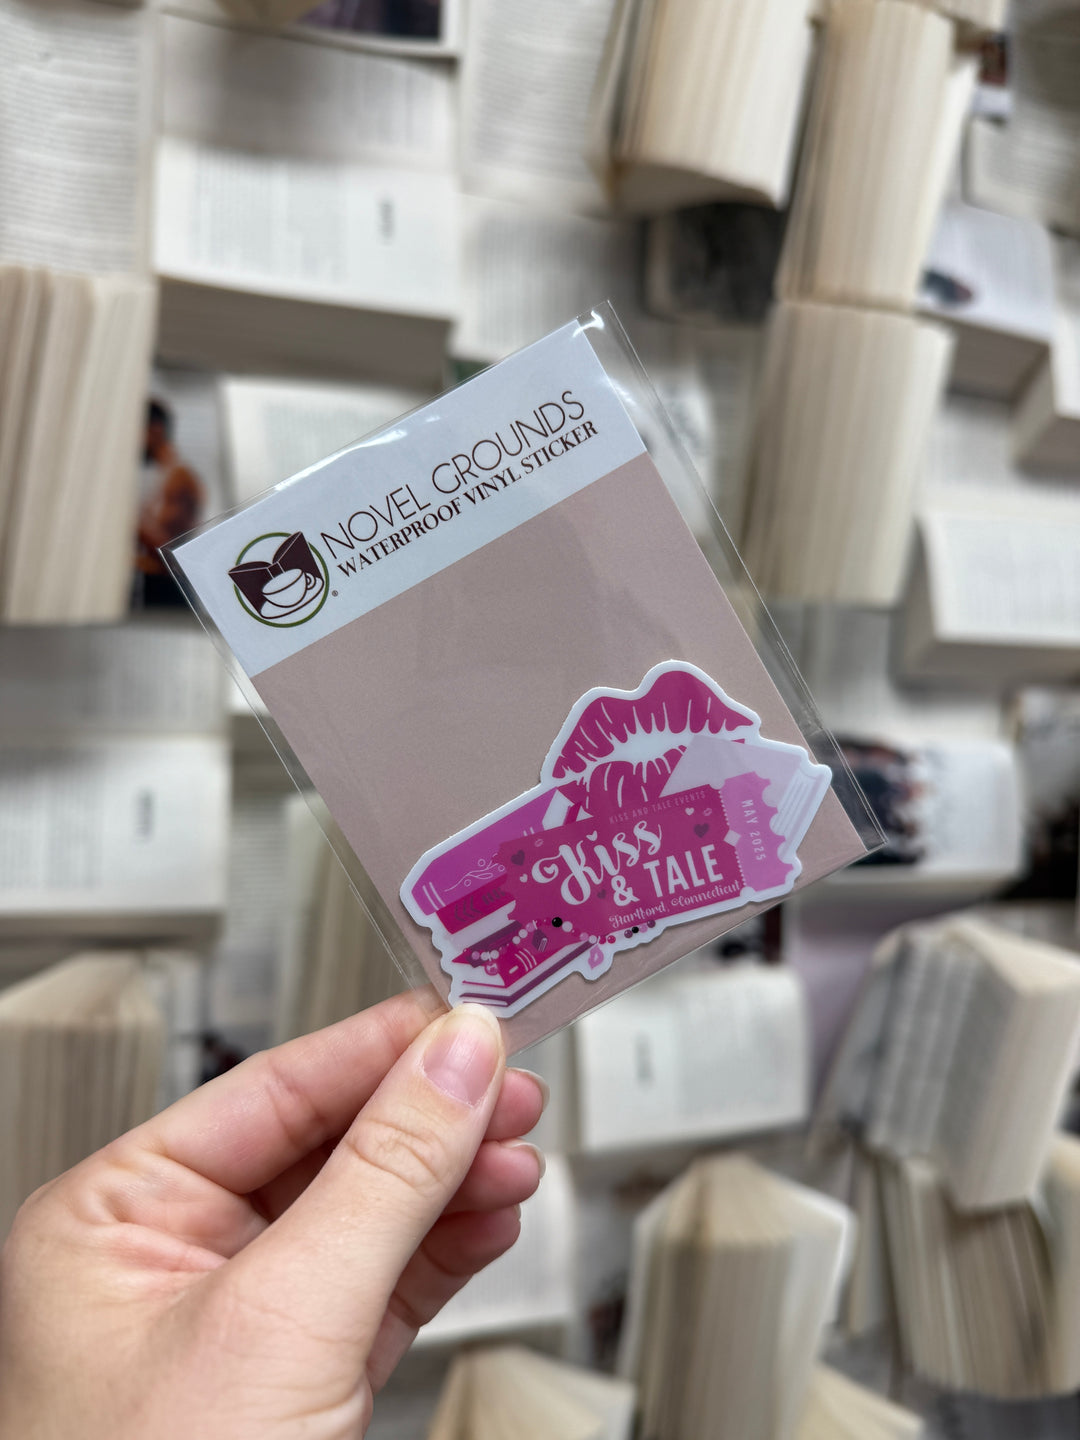 NOVEL GROUNDS
WATERPROOF VINYL STICKER
®
KISS AND TALE EVENTS
Kiss
& TALE
Hartford, Connecticut
MAY 2025